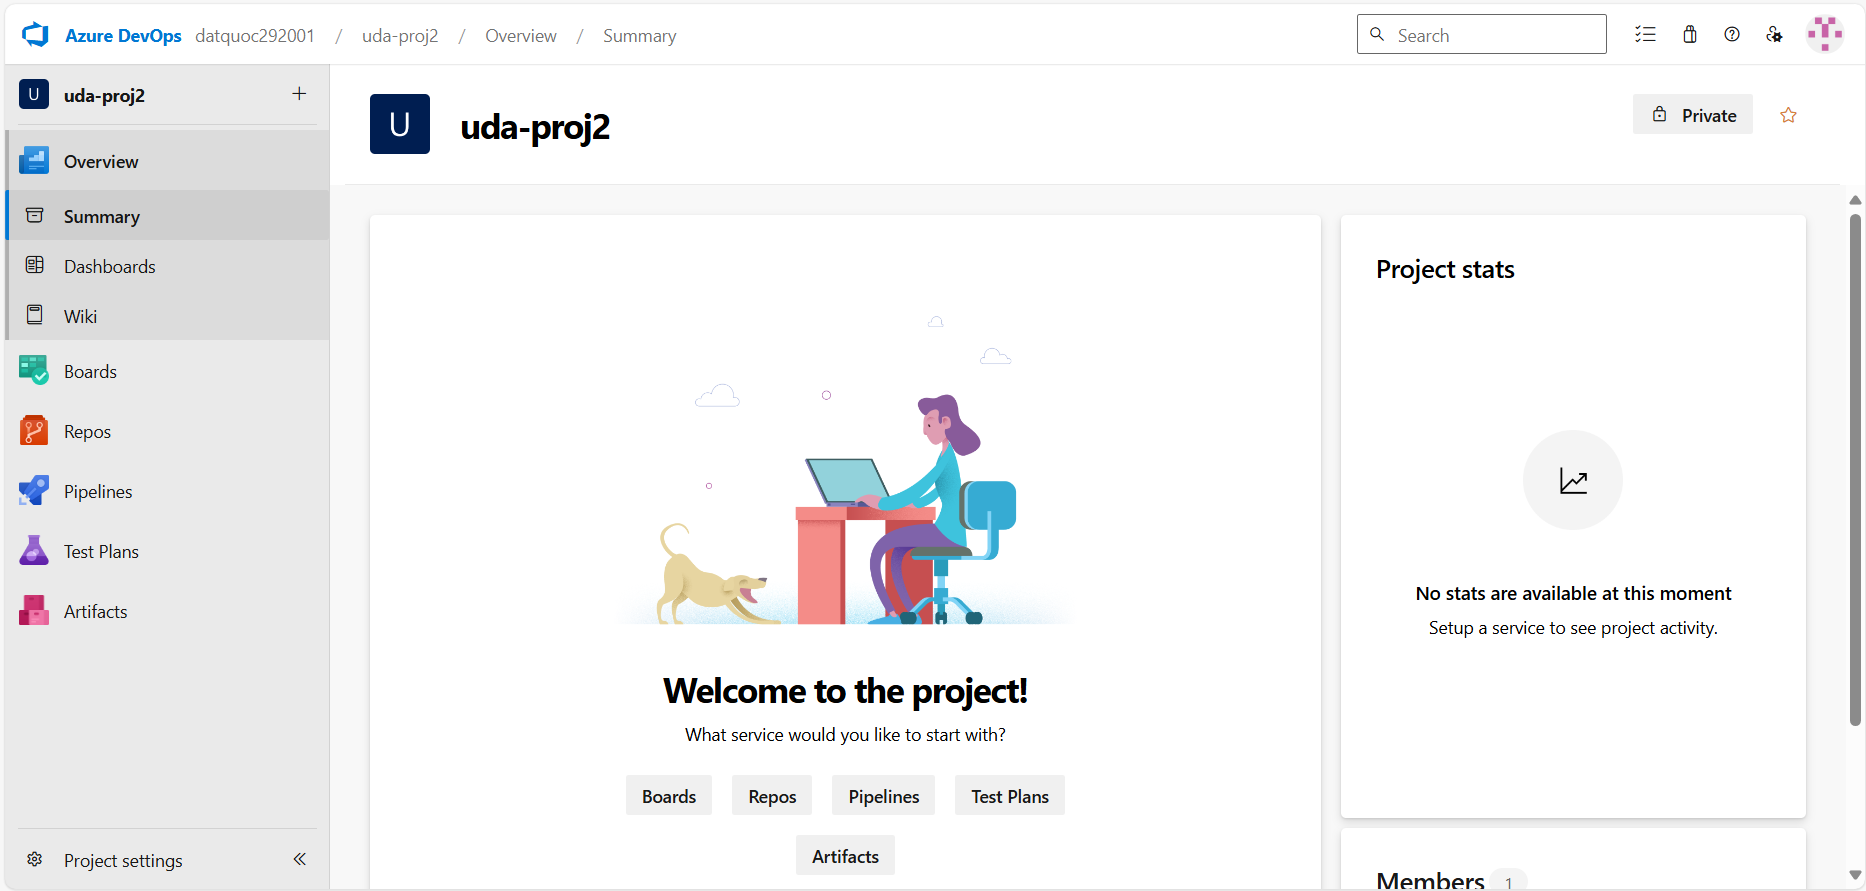 Azure DevOps datquoc292001 / uda-proj2 / Overview / Summary
Search
U uda-proj2
Overview
Summary
Dashboards
Wiki
Boards
Repos
Pipelines
Test Plans
Artifacts
Project settings
U uda-proj2
Private
Welcome to the project!
What service would you like to start with?
Boards Repos Pipelines Test Plans
Artifacts
Project stats
No stats are available at this moment
Setup a service to see project activity.
Members 1